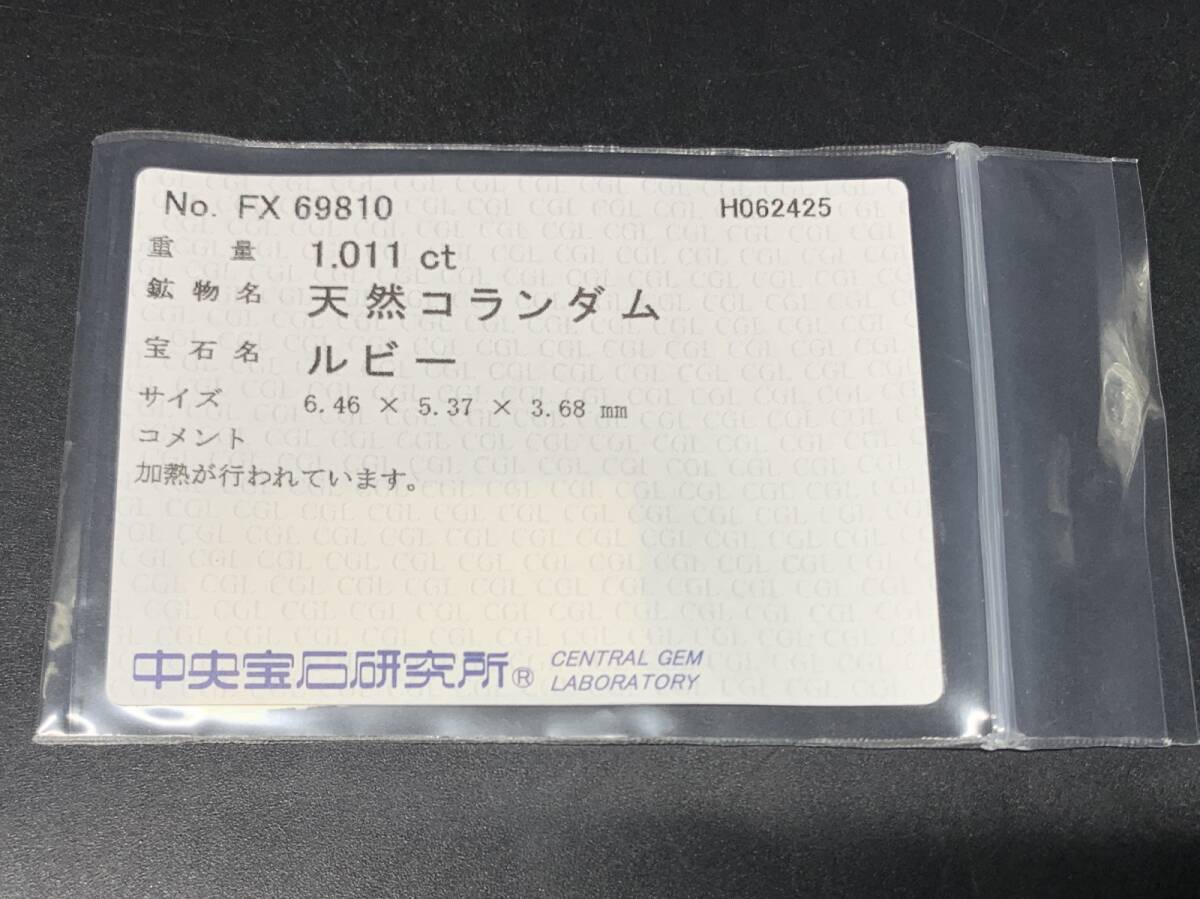 No. FX 69810 H062425
重量 1.011 ct
鉱物名 天然コランダム
宝石名 ルビー
サイズ 6.46 × 5.37 × 3.68 mm
コメント
加熱が行われています。
中央宝石研究所® CENTRAL GEM
LABORATORY